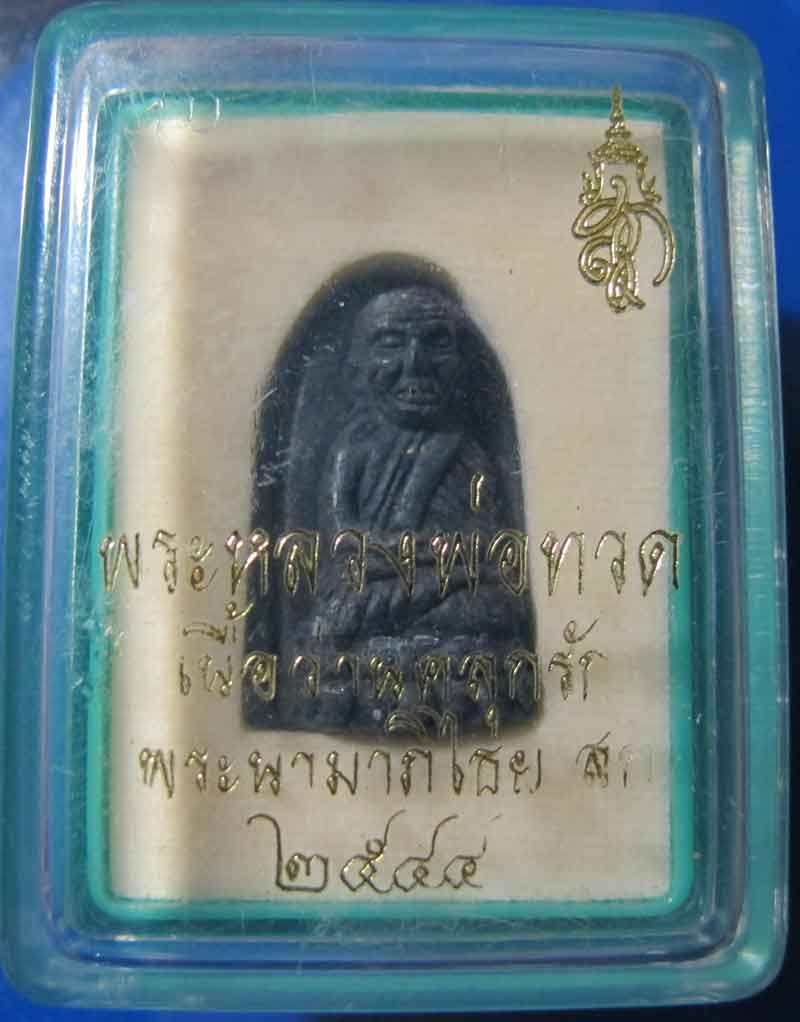 พระหลวงพ่อทวด
เนื้อว่านคลุกรัก
พระนามาภิไธย สก
๒๕๔๔